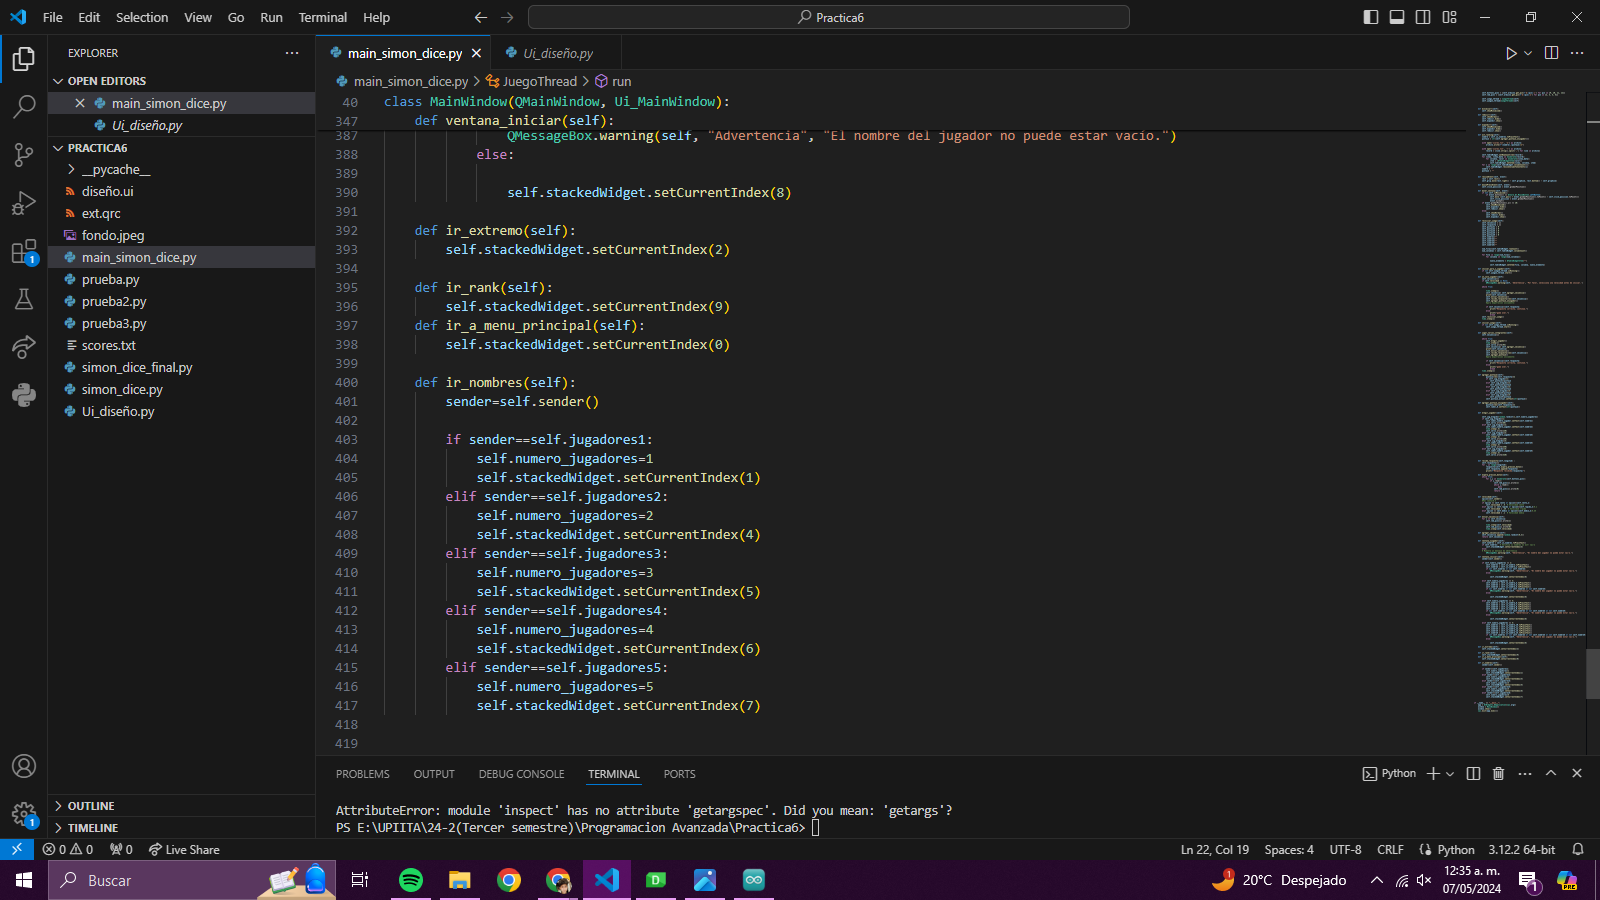 File Edit Selection View Go Run Terminal Help
Practica6
EXPLORER
OPEN EDITORS
main_simon_dice.py
Ui_diseño.py
PRACTICA6
__pycache__
diseño.ui
ext.qrc
fondo.jpeg
main_simon_dice.py
prueba.py
prueba2.py
prueba3.py
scores.txt
simon_dice_final.py
simon_dice.py
Ui_diseño.py
OUTLINE
TIMELINE
main_simon_dice.py Ui_diseño.py
main_simon_dice.py > JuegoThread > run
40 class MainWindow(QMainWindow, Ui_MainWindow):
347 def ventana_iniciar(self):
387 QMessageBox.warning(self, "Advertencia", "El nombre del jugador no puede estar vacío.")
388 else:
389
390 self.stackedWidget.setCurrentIndex(8)
391
392 def ir_extremo(self):
393 self.stackedWidget.setCurrentIndex(2)
394
395 def ir_rank(self):
396 self.stackedWidget.setCurrentIndex(9)
397 def ir_a_menu_principal(self):
398 self.stackedWidget.setCurrentIndex(0)
399
400 def ir_nombres(self):
401 sender=self.sender()
402
403 if sender==self.jugadores1:
404 self.numero_jugadores=1
405 self.stackedWidget.setCurrentIndex(1)
406 elif sender==self.jugadores2:
407 self.numero_jugadores=2
408 self.stackedWidget.setCurrentIndex(4)
409 elif sender==self.jugadores3:
410 self.numero_jugadores=3
411 self.stackedWidget.setCurrentIndex(5)
412 elif sender==self.jugadores4:
413 self.numero_jugadores=4
414 self.stackedWidget.setCurrentIndex(6)
415 elif sender==self.jugadores5:
416 self.numero_jugadores=5
417 self.stackedWidget.setCurrentIndex(7)
418
419
PROBLEMS OUTPUT DEBUG CONSOLE TERMINAL PORTS
Python
AttributeError: module 'inspect' has no attribute 'getargspec'. Did you mean: 'getargs'?
PS E:\UPIITA\24-2(Tercer semestre)\Programacion Avanzada\Practica6>
0 0 0 Live Share
Ln 22, Col 19 Spaces: 4 UTF-8 CRLF Python 3.12.2 64-bit
Buscar
20°C Despejado
12:35 a. m.
07/05/2024